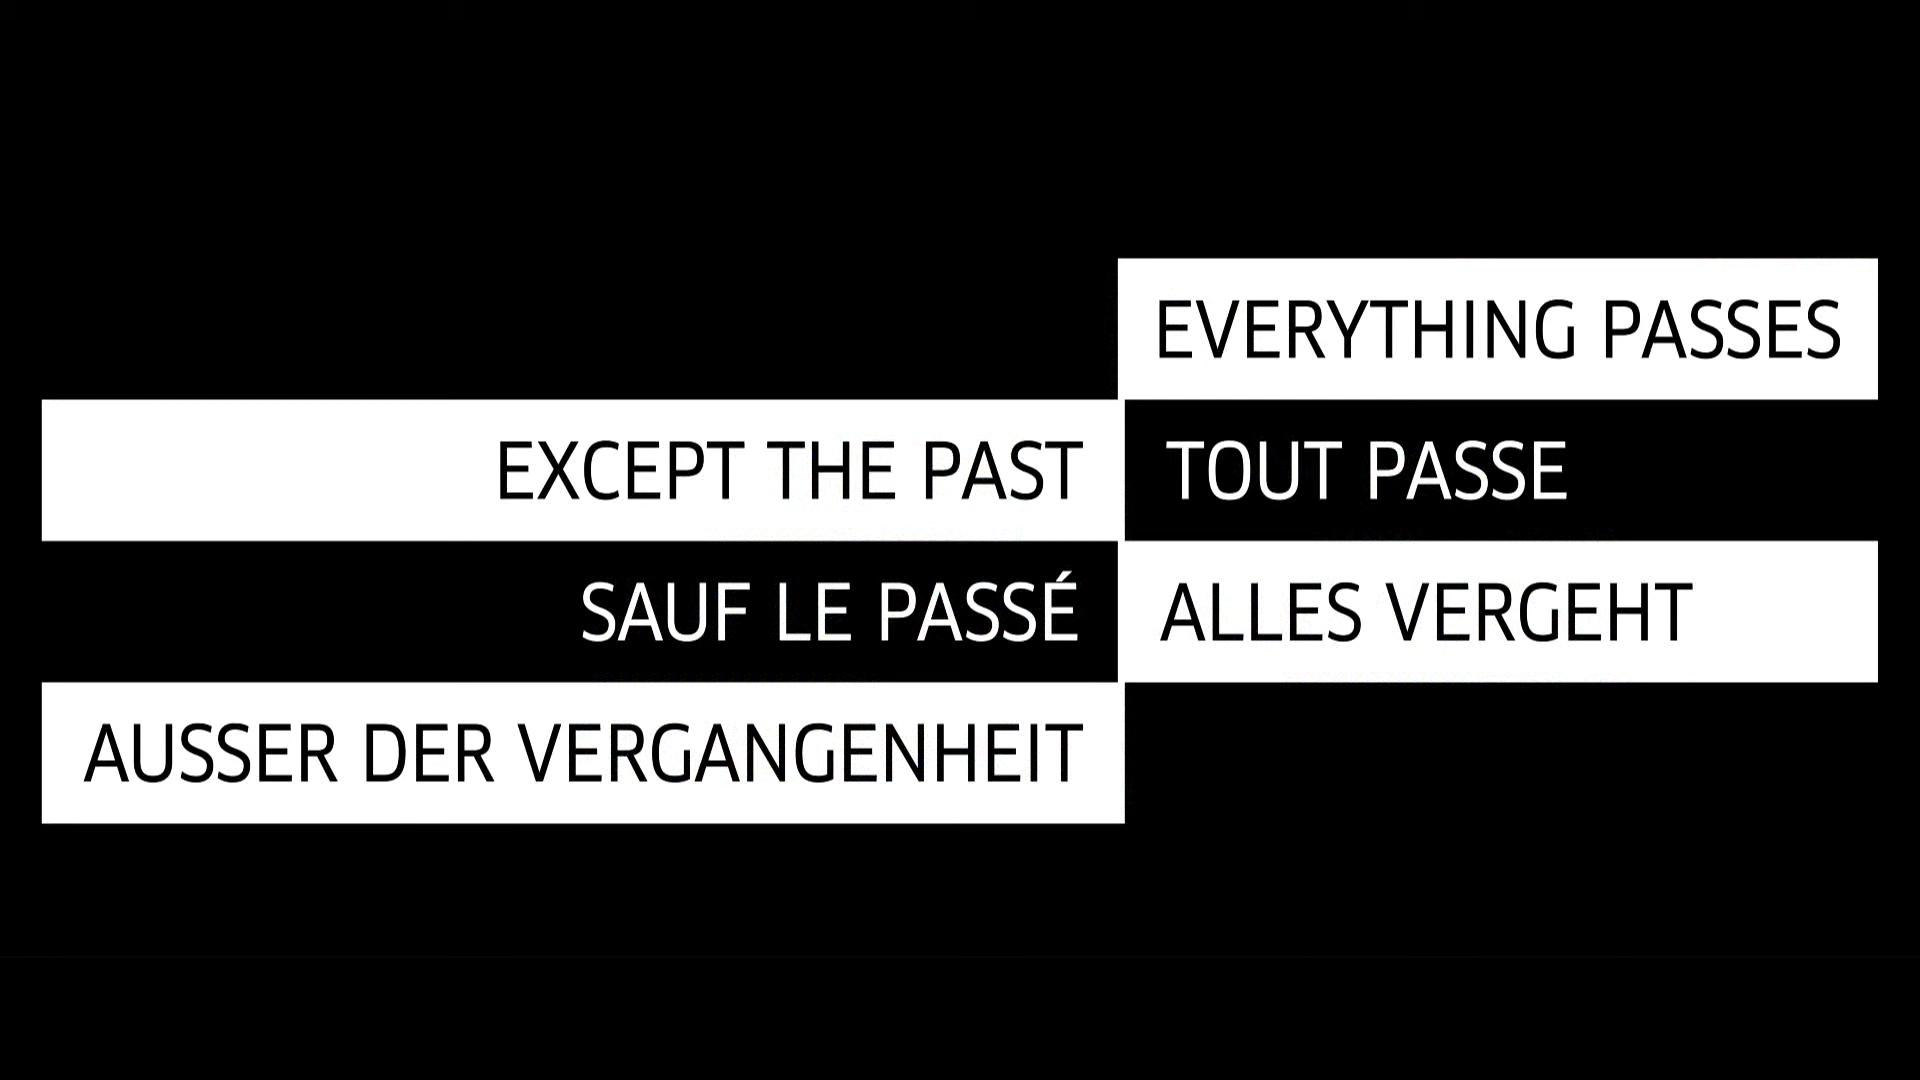 EVERYTHING PASSES
EXCEPT THE PAST
TOUT PASSE
SAUF LE PASSÉ
ALLES VERGEHT
AUSSER DER VERGANGENHEIT